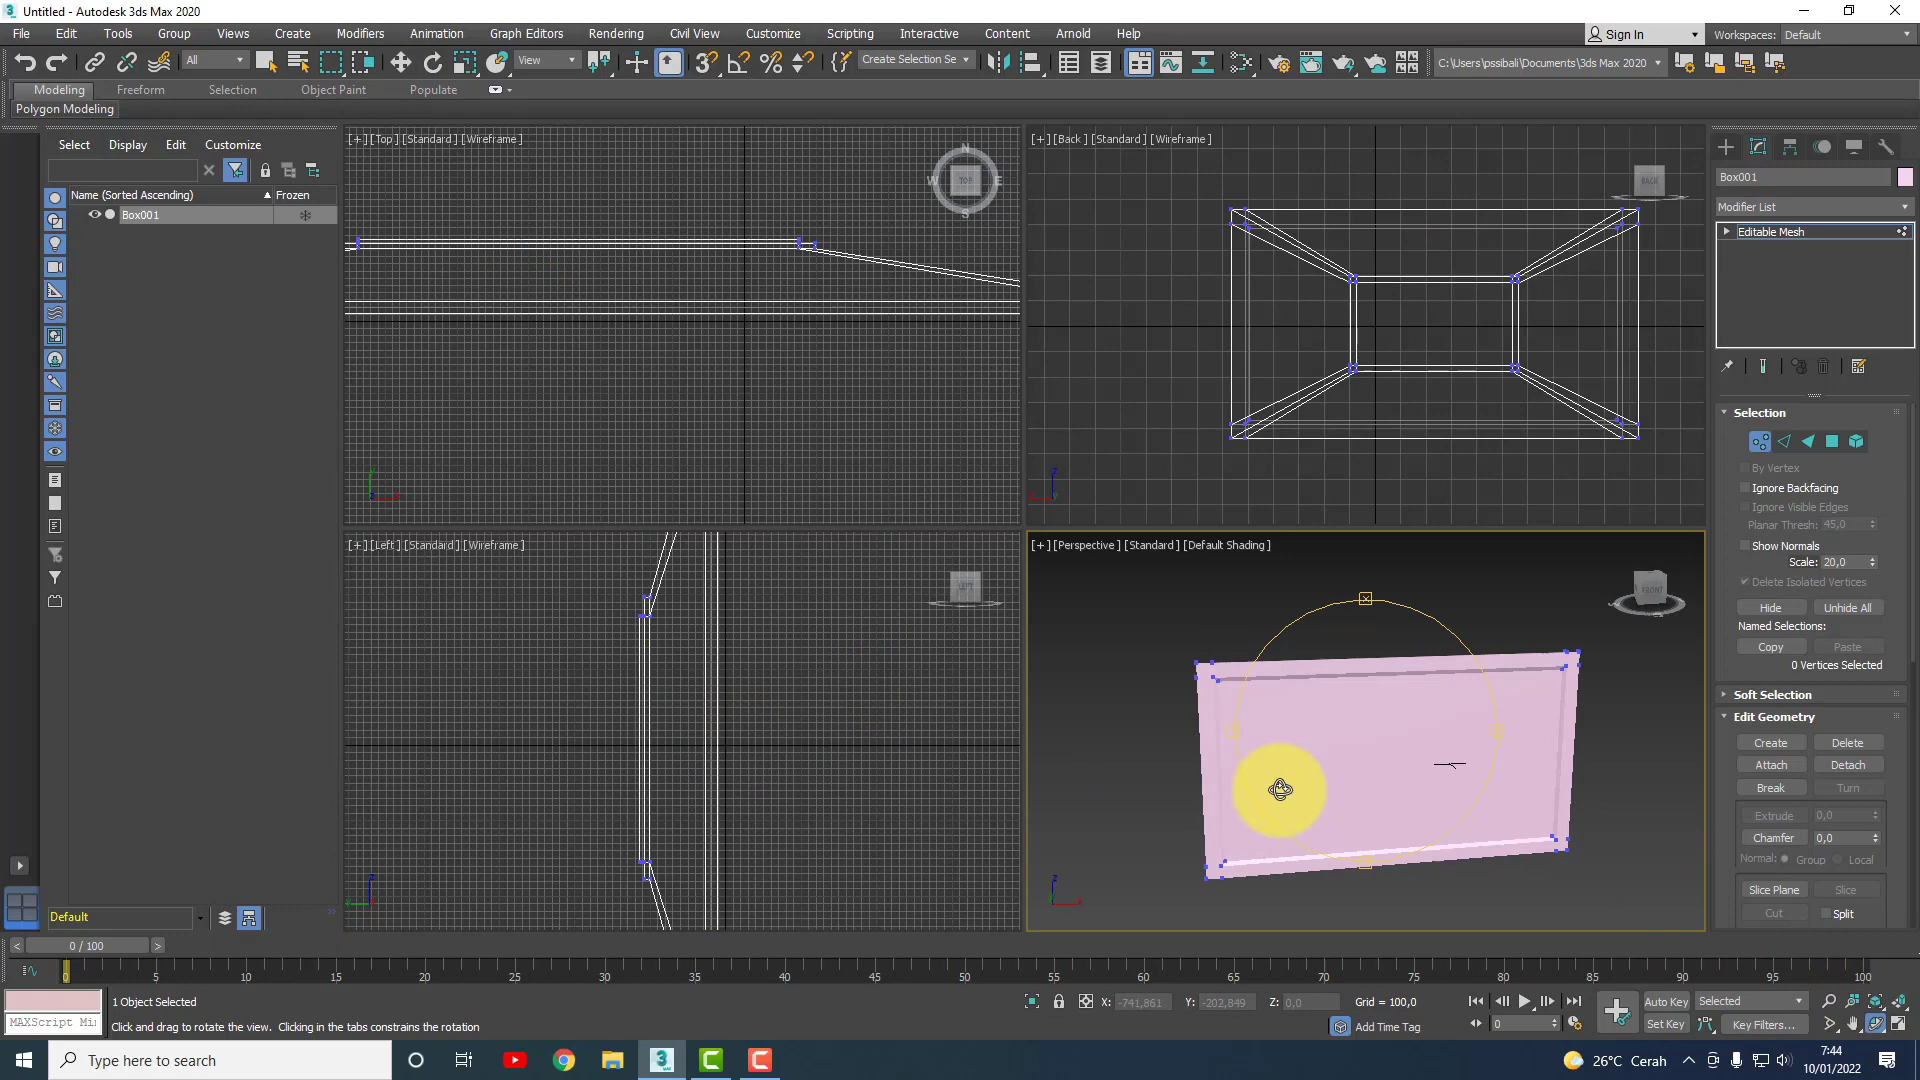 Untitled - Autodesk 3ds Max 2020
File Edit Tools Group Views Create Modifiers Animation Graph Editors Rendering Civil View Customize Scripting Interactive Content Arnold Help
Sign In Workspaces: Default
All View Create Selection Se C:\Users\pssibali\Documents\3ds Max 2020
Modeling Freeform Selection Object Paint Populate
Polygon Modeling
Select Display Edit Customize
Name (Sorted Ascending) Frozen
Box001
[+] [Top] [Standard] [Wireframe]
N
W TOP E
S
[+] [Back] [Standard] [Wireframe]
BACK
[+] [Left] [Standard] [Wireframe]
LEFT
[+] [Perspective] [Standard] [Default Shading]
FRONT
Box001
Modifier List
Editable Mesh
Selection
By Vertex
Ignore Backfacing
Ignore Visible Edges
Planar Thresh: 45,0
Show Normals
Scale: 20,0
Delete Isolated Vertices
Hide Unhide All
Named Selections:
Copy Paste
0 Vertices Selected
Soft Selection
Edit Geometry
Create Delete
Attach Detach
Break Turn
Extrude 0,0
Chamfer 0,0
Normal: Group Local
Slice Plane Slice
Cut Split
Default
0 / 100
0 5 10 15 20 25 30 35 40 45 50 55 60 65 70 75 80 85 90 95 100
1 Object Selected
X: -741,861 Y: -202,849 Z: 0,0 Grid = 100,0
Auto Key Selected
MAXScript Mi
Click and drag to rotate the view. Clicking in the tabs constrains the rotation
Add Time Tag
0
Set Key Key Filters...
Type here to search
26°C Cerah
7:44
10/01/2022